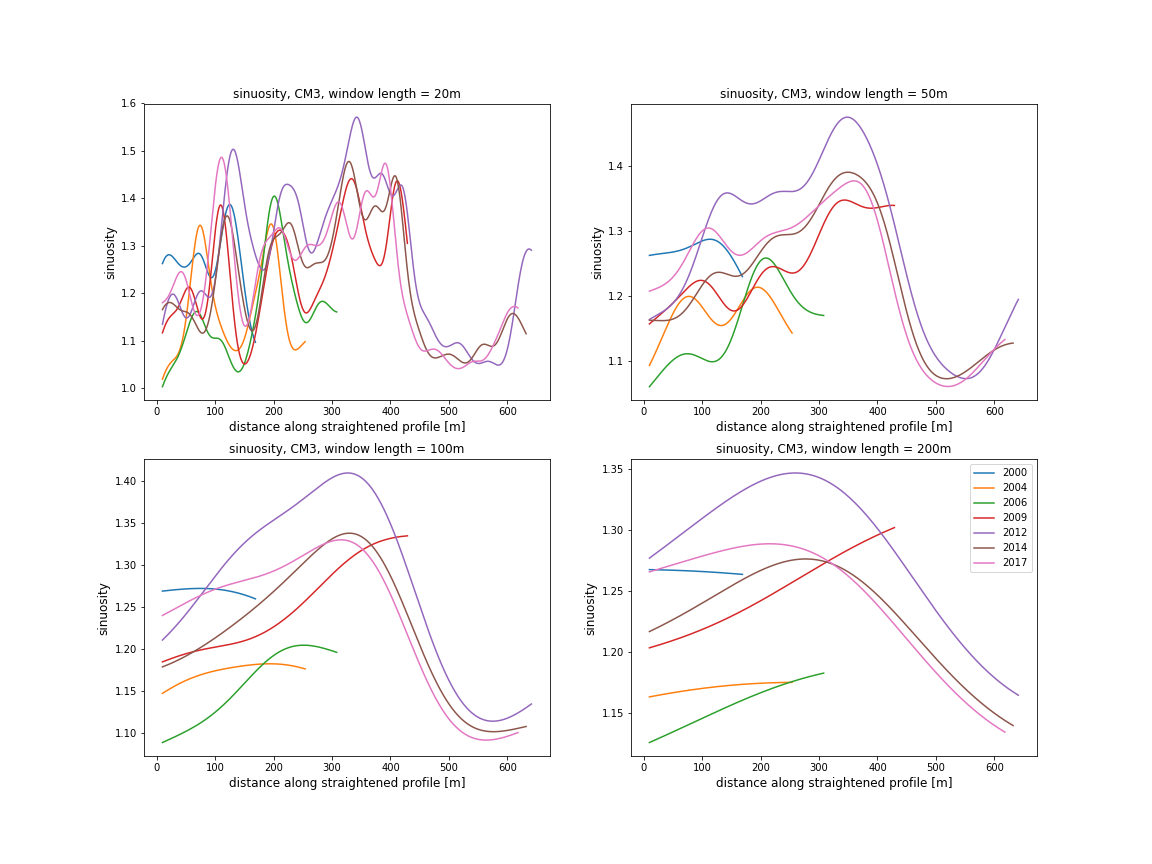 sinuosity, CM3, window length = 20m
sinuosity
1.6
1.5
1.4
1.3
1.2
1.1
1.0
0 100 200 300 400 500 600
distance along straightened profile [m]
sinuosity, CM3, window length = 50m
sinuosity
1.4
1.3
1.2
1.1
0 100 200 300 400 500 600
distance along straightened profile [m]
sinuosity, CM3, window length = 100m
sinuosity
1.40
1.35
1.30
1.25
1.20
1.15
1.10
0 100 200 300 400 500 600
distance along straightened profile [m]
sinuosity, CM3, window length = 200m
sinuosity
1.35
1.30
1.25
1.20
1.15
2000
2004
2006
2009
2012
2014
2017
0 100 200 300 400 500 600
distance along straightened profile [m]